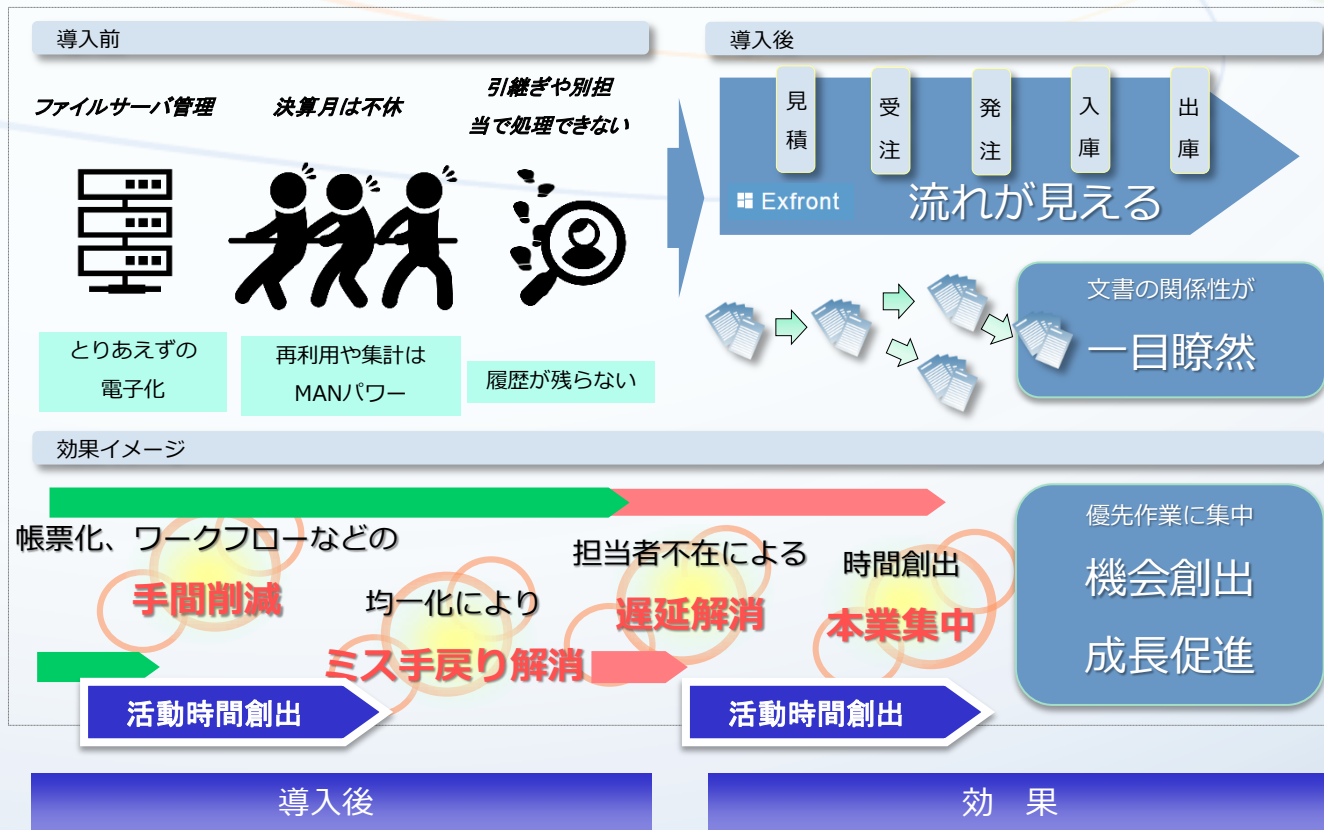 導入前
ファイルサーバ管理
決算月は不休
引継ぎや別担
当で処理できない
とりあえずの
電子化
再利用や集計は
MANパワー
履歴が残らない
導入後
見積
受注
発注
入庫
出庫
Exfront
流れが見える
文書の関係性が
一目瞭然
効果イメージ
帳票化、ワークフローなどの
手間削減
均一化により
ミス手戻り解消
担当者不在による
遅延解消
時間創出
本業集中
優先作業に集中
機会創出
成長促進
活動時間創出
活動時間創出
導入後
効 果